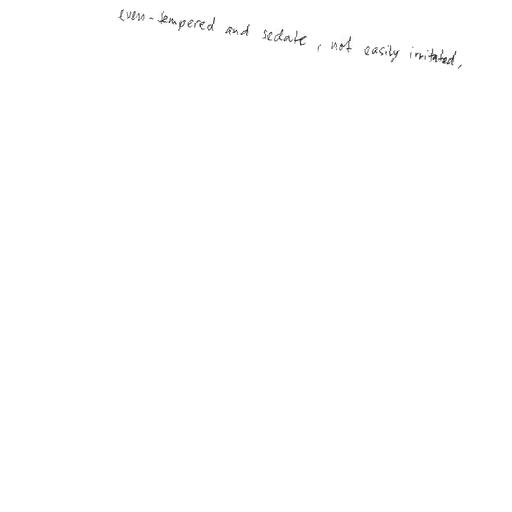 even-tempered and sedate, not easily irritated,